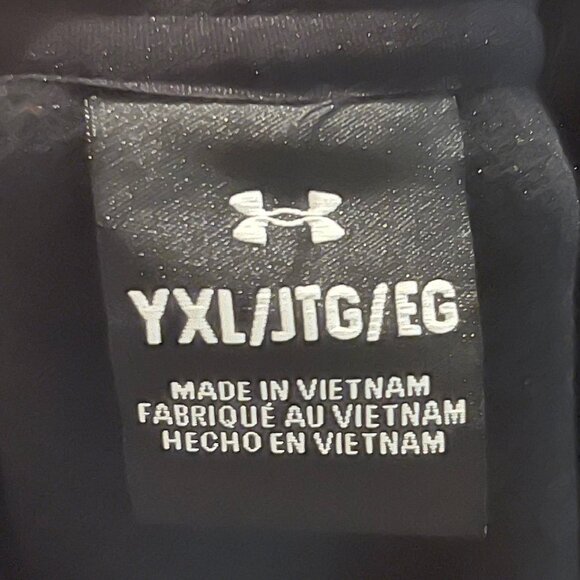 YXL/JTG/EG
MADE IN VIETNAM
FABRIQUÉ AU VIETNAM
HECHO EN VIETNAM